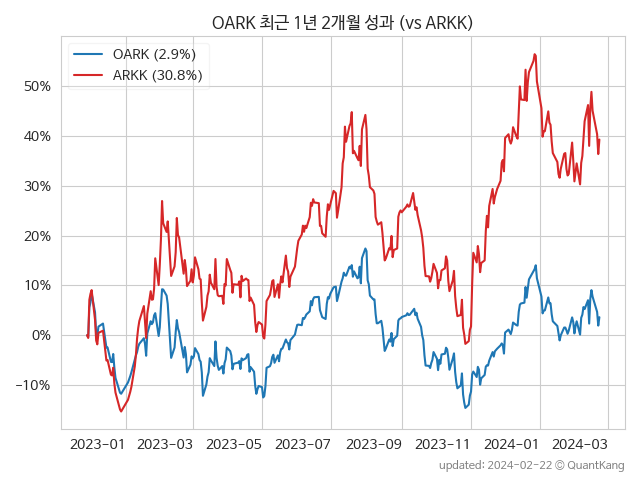 OARK 최근 1년 2개월 성과 (vs ARKK)
OARK (2.9%)
ARKK (30.8%)
50%
40%
30%
20%
10%
0%
−10%
2023-01 2023-03 2023-05 2023-07 2023-09 2023-11 2024-01 2024-03
updated: 2024-02-22 © QuantKang